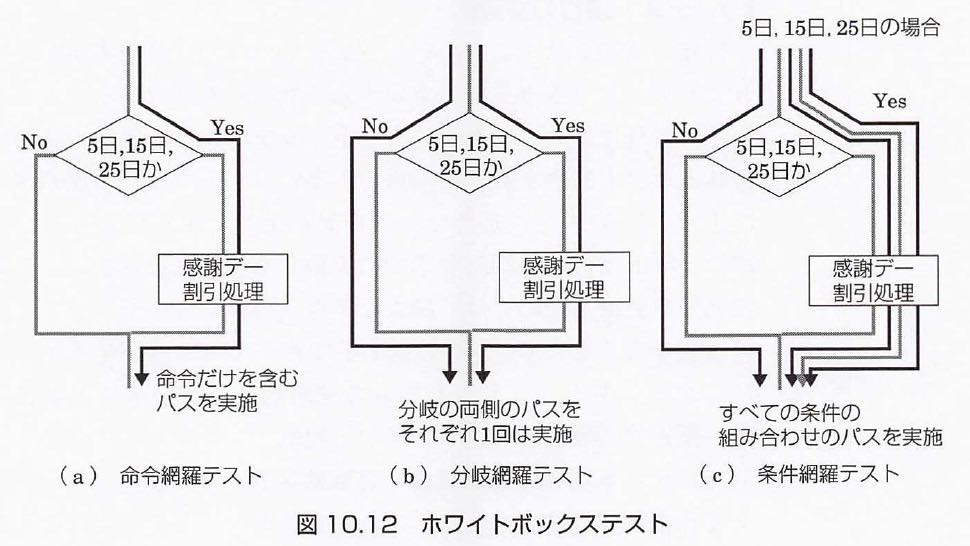 No
Yes
5日,15日,
25日か
感謝デー
割引処理
命令だけを含む
パスを実施
(a) 命令網羅テスト
No
Yes
5日,15日,
25日か
感謝デー
割引処理
分岐の両側のパスを
それぞれ1回は実施
(b) 分岐網羅テスト
5日, 15日, 25日の場合
No
Yes
5日,15日,
25日か
感謝デー
割引処理
すべての条件の
組み合わせのパスを実施
(c) 条件網羅テスト
図 10.12 ホワイトボックステスト